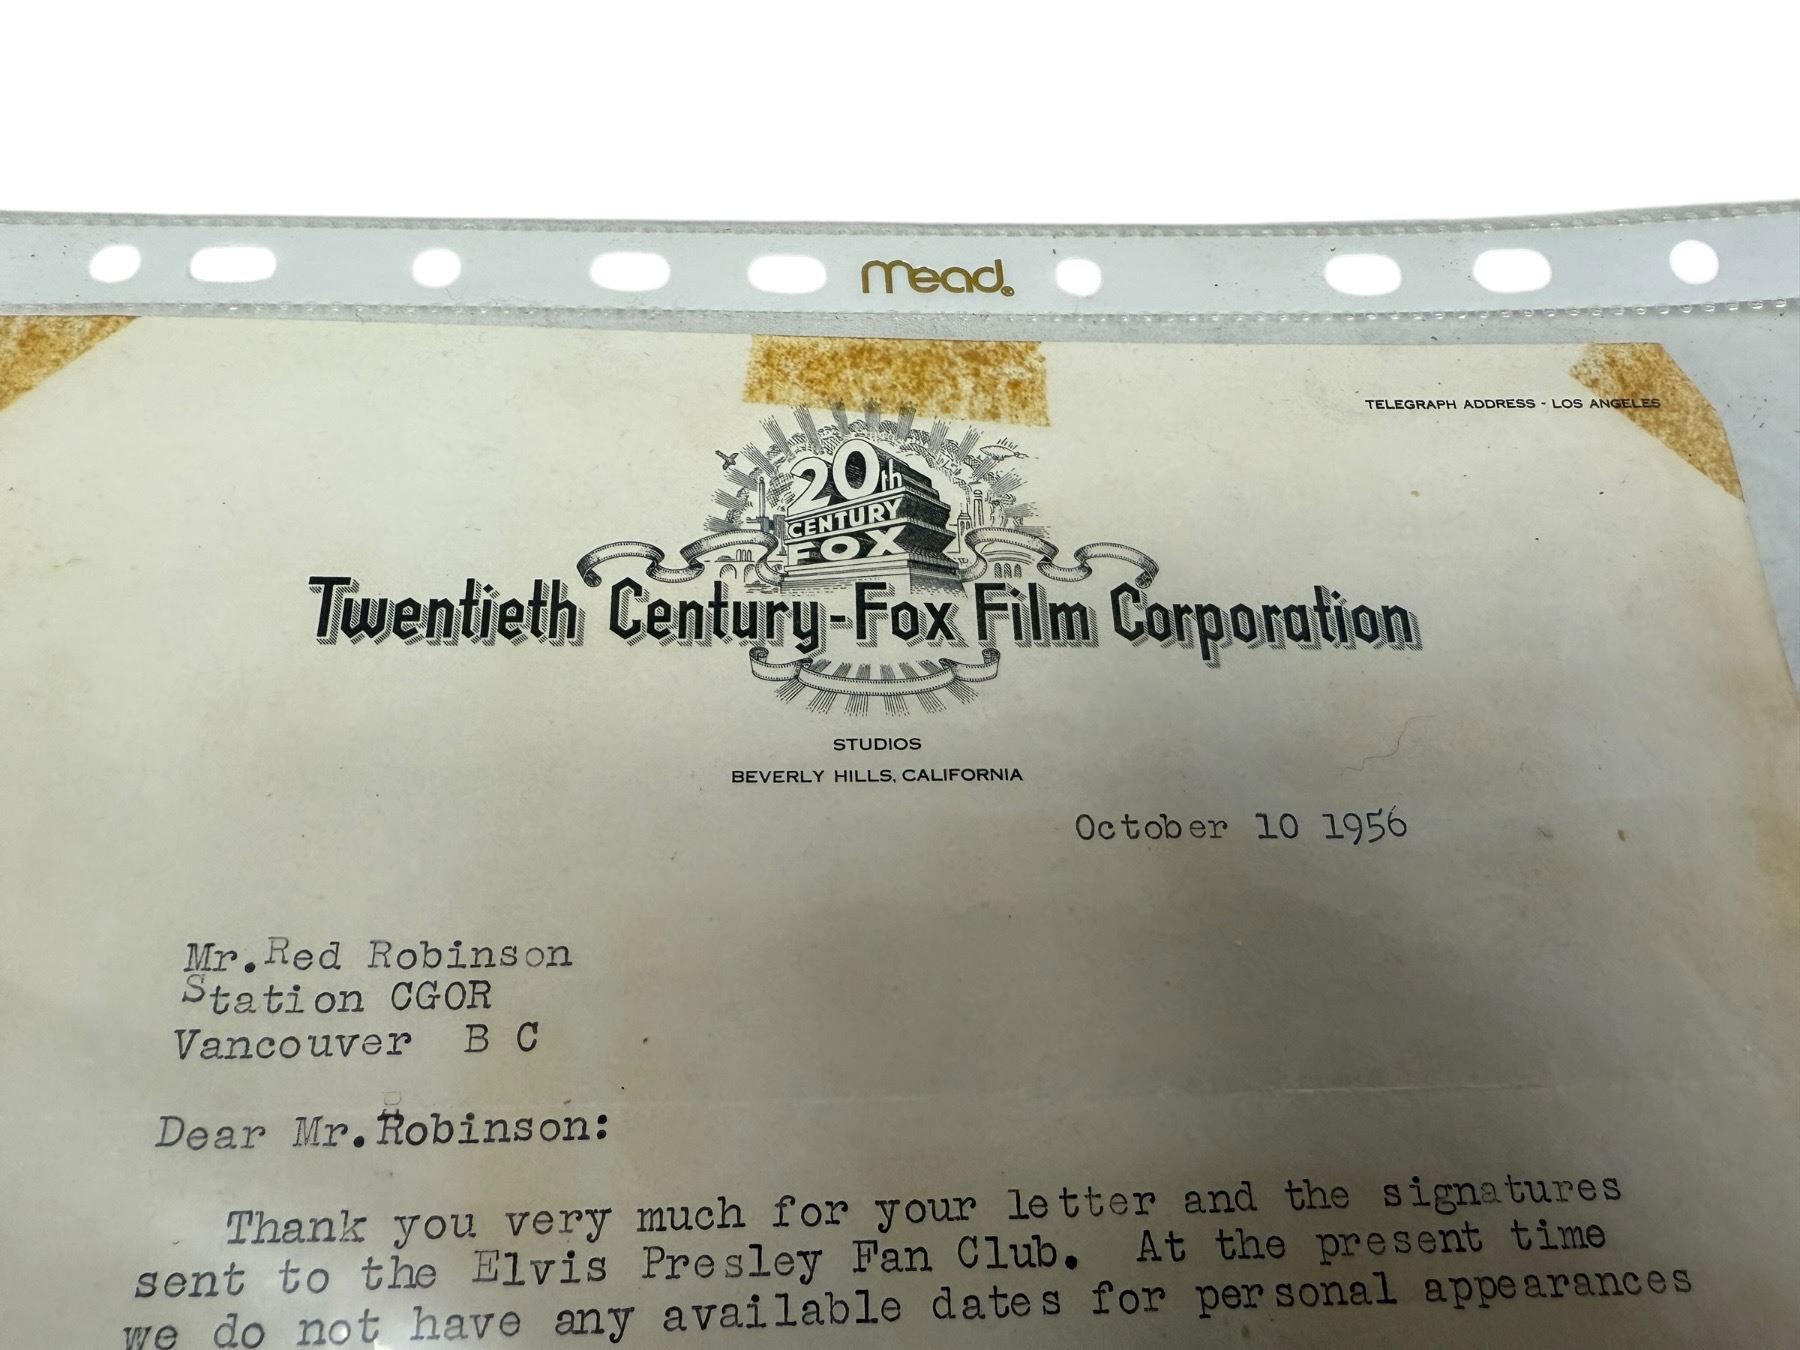 mead®
TELEGRAPH ADDRESS - LOS ANGELES
20th
CENTURY
FOX
Twentieth Century-Fox Film Corporation
STUDIOS
BEVERLY HILLS, CALIFORNIA
October 10 1956
Mr.Red Robinson
Station CGOR
Vancouver B C
Dear Mr.Robinson:
Thank you very much for your letter and the signatures
sent to the Elvis Presley Fan Club. At the present time
we do not have any available dates for personal appearances